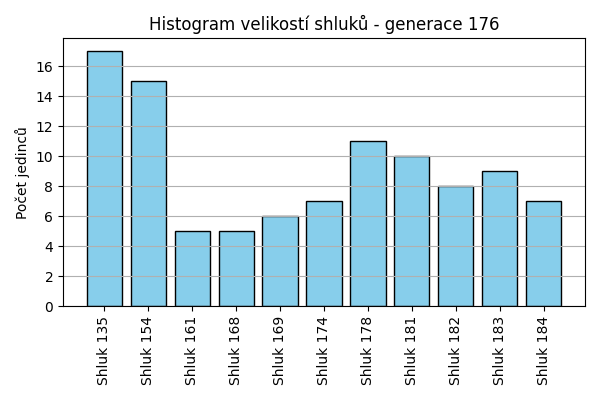 Histogram velikostí shluků - generace 176
Počet jedinců
16
14
12
10
8
6
4
2
0
Shluk 135
Shluk 154
Shluk 161
Shluk 168
Shluk 169
Shluk 174
Shluk 178
Shluk 181
Shluk 182
Shluk 183
Shluk 184